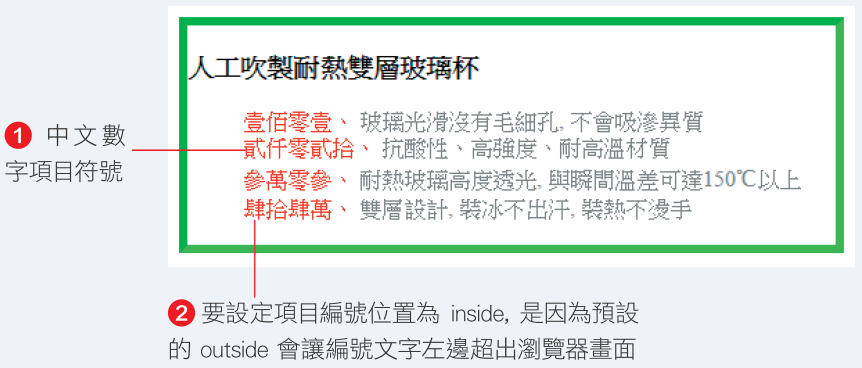 人工吹製耐熱雙層玻璃杯
壹佰零壹、 玻璃光滑沒有毛細孔, 不會吸滲異質
貳仟零貳拾、 抗酸性、高強度、耐高溫材質
參萬零參、 耐熱玻璃高度透光, 與瞬間溫差可達150℃以上
肆拾肆萬、 雙層設計, 裝冰不出汗, 裝熱不燙手
1 中文數
字項目符號
2 要設定項目編號位置為 inside, 是因為預設
的 outside 會讓編號文字左邊超出瀏覽器畫面